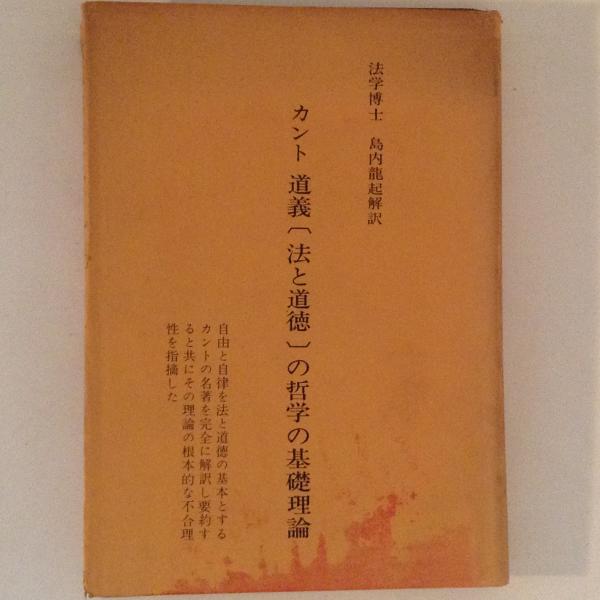 法学博士 島内龍起解訳
カント 道義〔法と道徳〕の哲学の基礎理論
自由と自律を法と道徳の基本とする
カントの名著を完全に解訳し要約す
ると共にその理論の根本的な不合理
性を指摘した